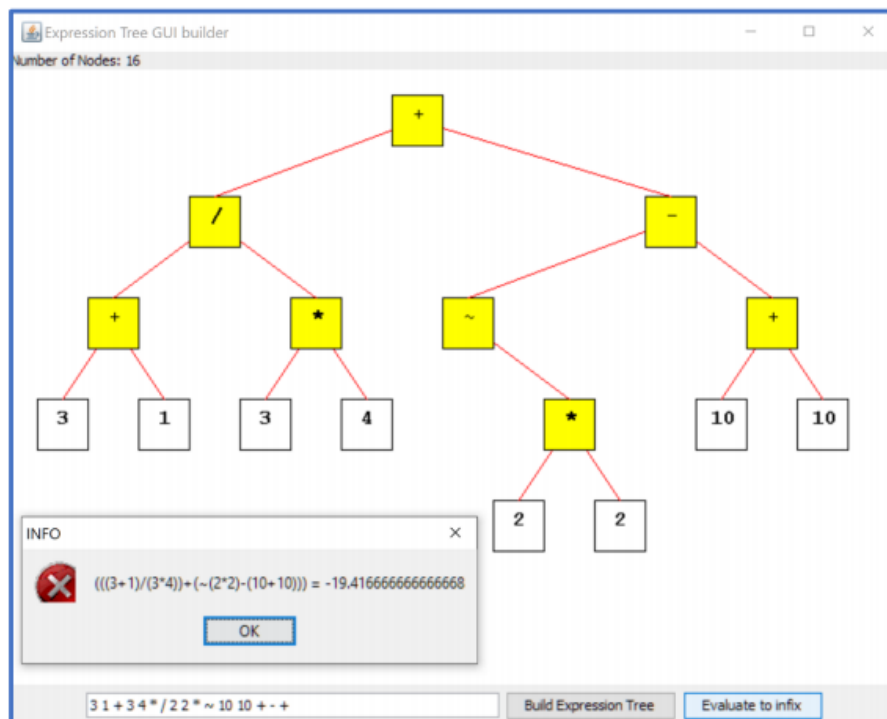 Expression Tree GUI builder
Number of Nodes: 16
+
/ -
+ * ~ +
3 1 3 4 * 10 10
2 2
INFO
(((3+1)/(3*4))+(~(2*2)-(10+10))) = -19.416666666666668
OK
3 1 + 3 4 * / 2 2 * ~ 10 10 + - + Build Expression Tree Evaluate to infix